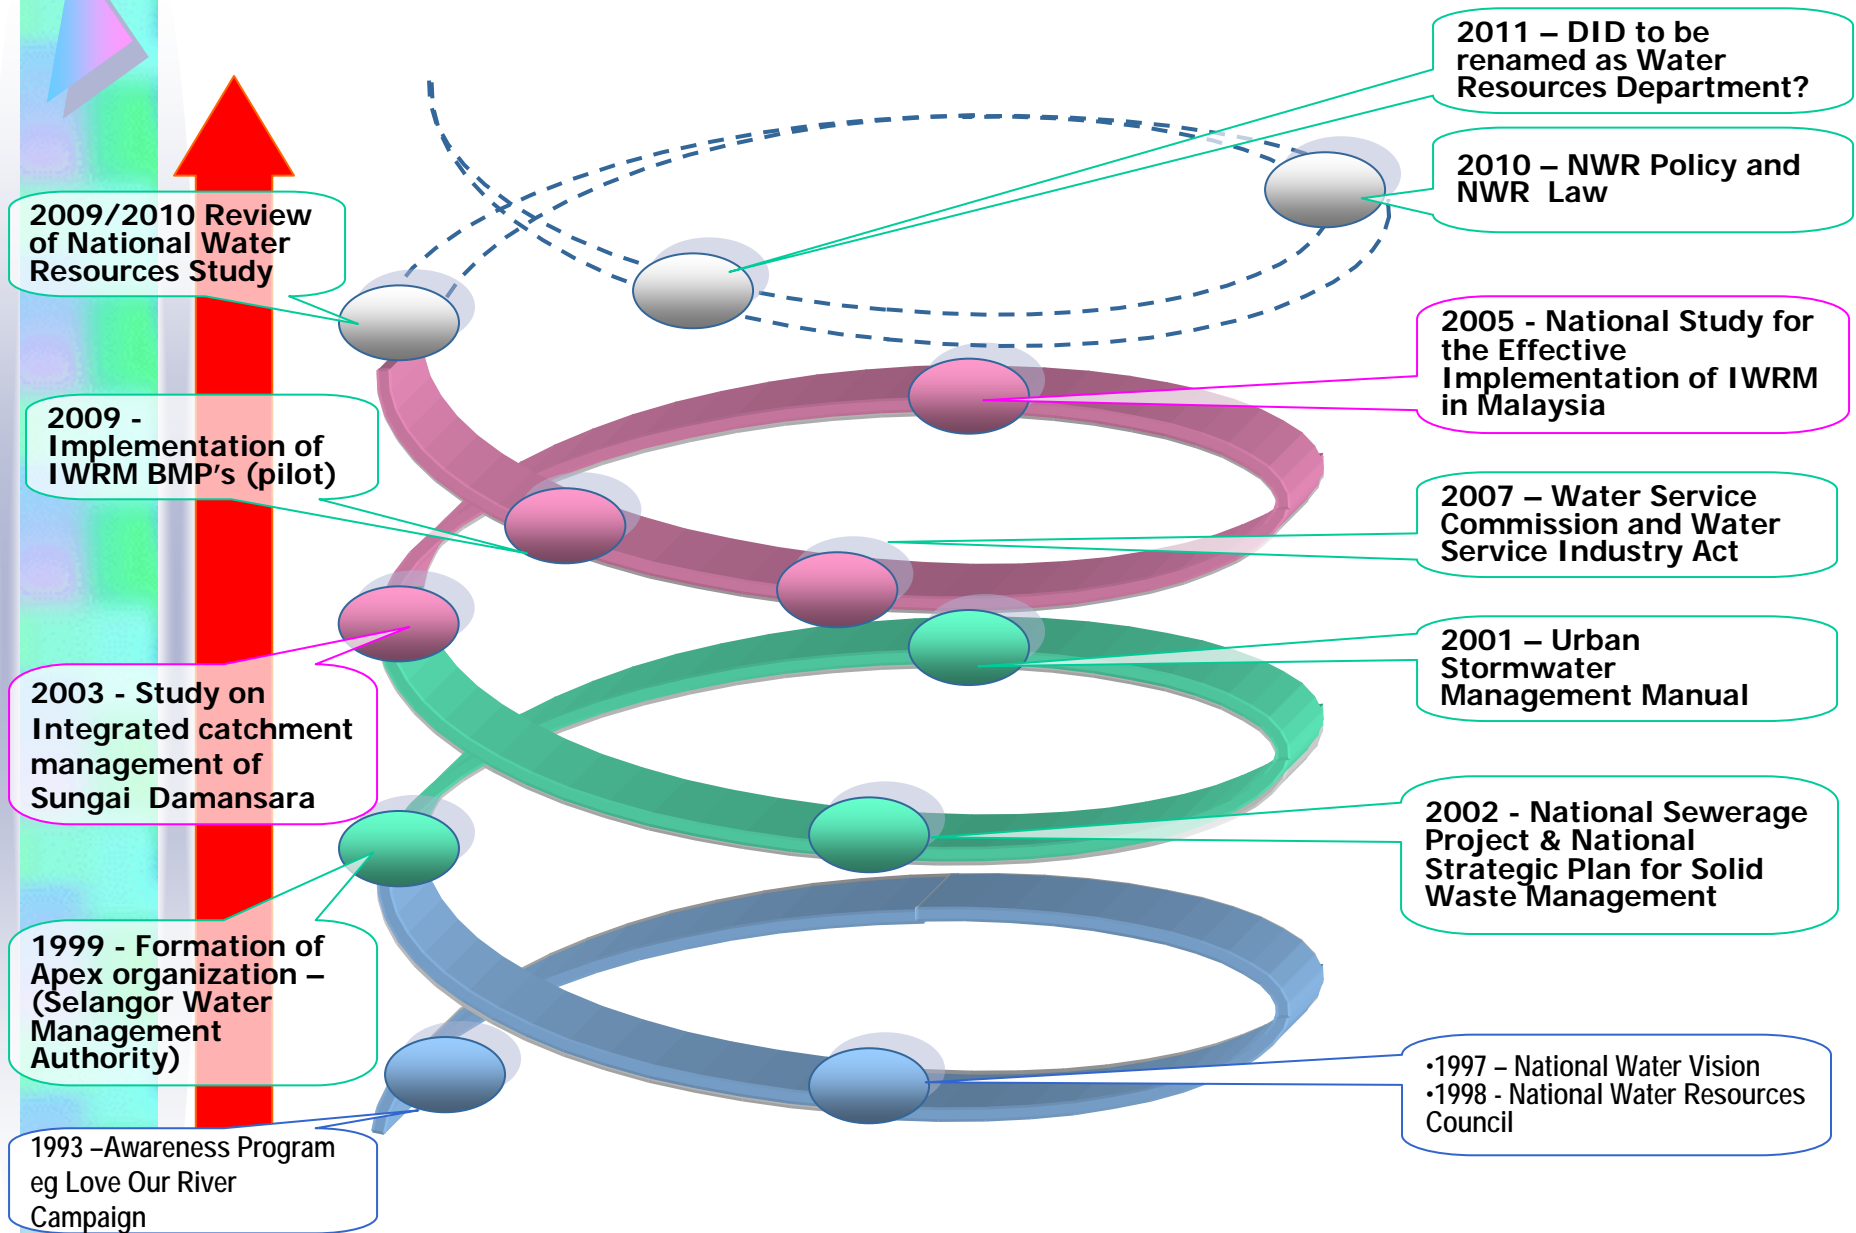 2011 – DID to be
renamed as Water
Resources Department?
2010 – NWR Policy and
NWR  Law
2009/2010 Review
of National Water
Resources Study
2005 - National Study for
the Effective
Implementation of IWRM
in Malaysia
2009 -
Implementation of
IWRM BMP's (pilot)
2007 – Water Service
Commission and Water
Service Industry Act
2001 – Urban
Stormwater
Management Manual
2003 - Study on
Integrated catchment
management of
Sungai  Damansara
2002 - National Sewerage
Project & National
Strategic Plan for Solid
Waste Management
1999 - Formation of
Apex organization –
(Selangor Water
Management
Authority)
•1997 – National Water Vision
•1998 - National Water Resources
Council
1993 –Awareness Program
eg Love Our River
Campaign